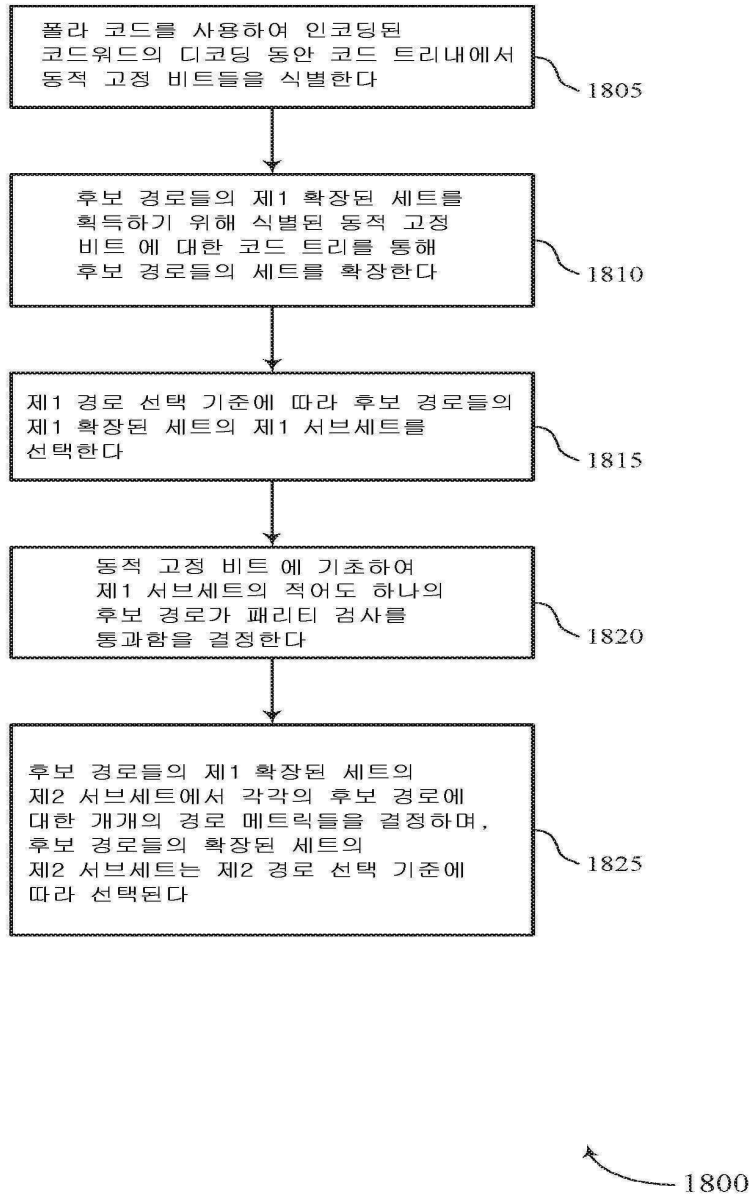 폴라 코드를 사용하여 인코딩된
코드워드의 디코딩 동안 코드 트리내에서
동적 고정 비트들을 식별한다
1805
후보 경로들의 제1 확장된 세트를
획득하기 위해 식별된 동적 고정
비트 에 대한 코드 트리를 통해
후보 경로들의 세트를 확장한다
1810
제1 경로 선택 기준에 따라 후보 경로들의
제1 확장된 세트의 제1 서브세트를
선택한다
1815
동적 고정 비트 에 기초하여
제1 서브세트의 적어도 하나의
후보 경로가 패리티 검사를
통과함을 결정한다
1820
후보 경로들의 제1 확장된 세트의
제2 서브세트에서 각각의 후보 경로에
대한 개개의 경로 메트릭들을 결정하며,
후보 경로들의 확장된 세트의
제2 서브세트는 제2 경로 선택 기준에
따라 선택된다
1825
1800